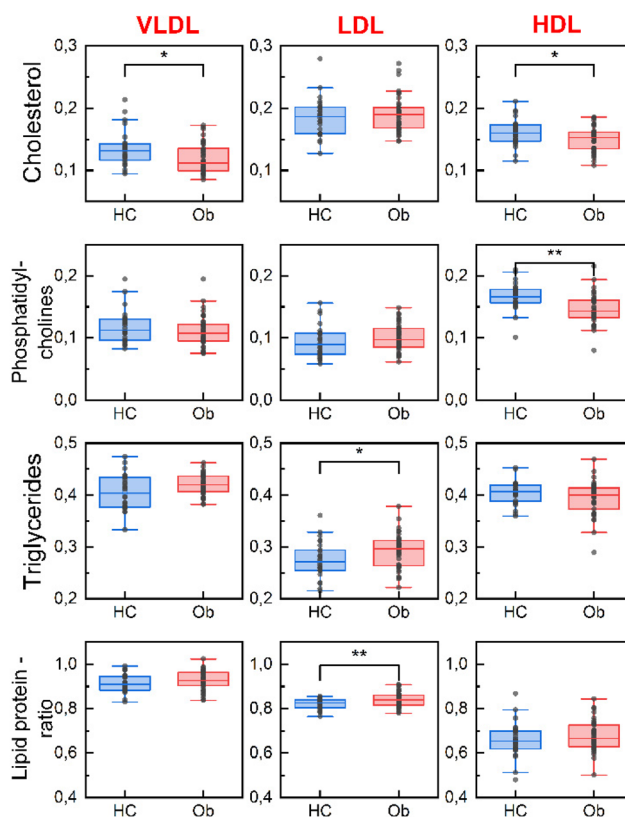 VLDL LDL HDL
Cholesterol
0,3 0,3 0,3
* *
0,2 0,2 0,2
0,1 0,1 0,1
HC Ob HC Ob HC Ob
Phosphatidyl-
cholines
0,2 0,2 0,2
**
0,1 0,1 0,1
0,0 0,0 0,0
HC Ob HC Ob HC Ob
Triglycerides
0,5 0,5 0,5
*
0,4 0,4 0,4
0,3 0,3 0,3
0,2 0,2 0,2
HC Ob HC Ob HC Ob
Lipid protein -
ratio
1,0 1,0 1,0
**
0,8 0,8 0,8
0,6 0,6 0,6
0,4 0,4 0,4
HC Ob HC Ob HC Ob